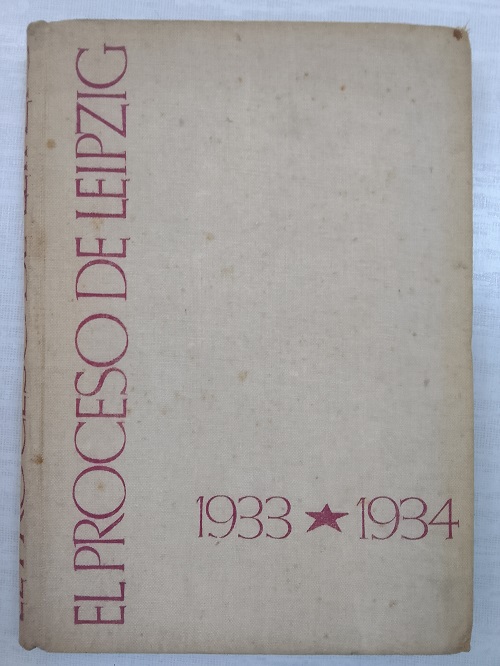 EL PROCESO DE LEIPZIG
1933 ★ 1934